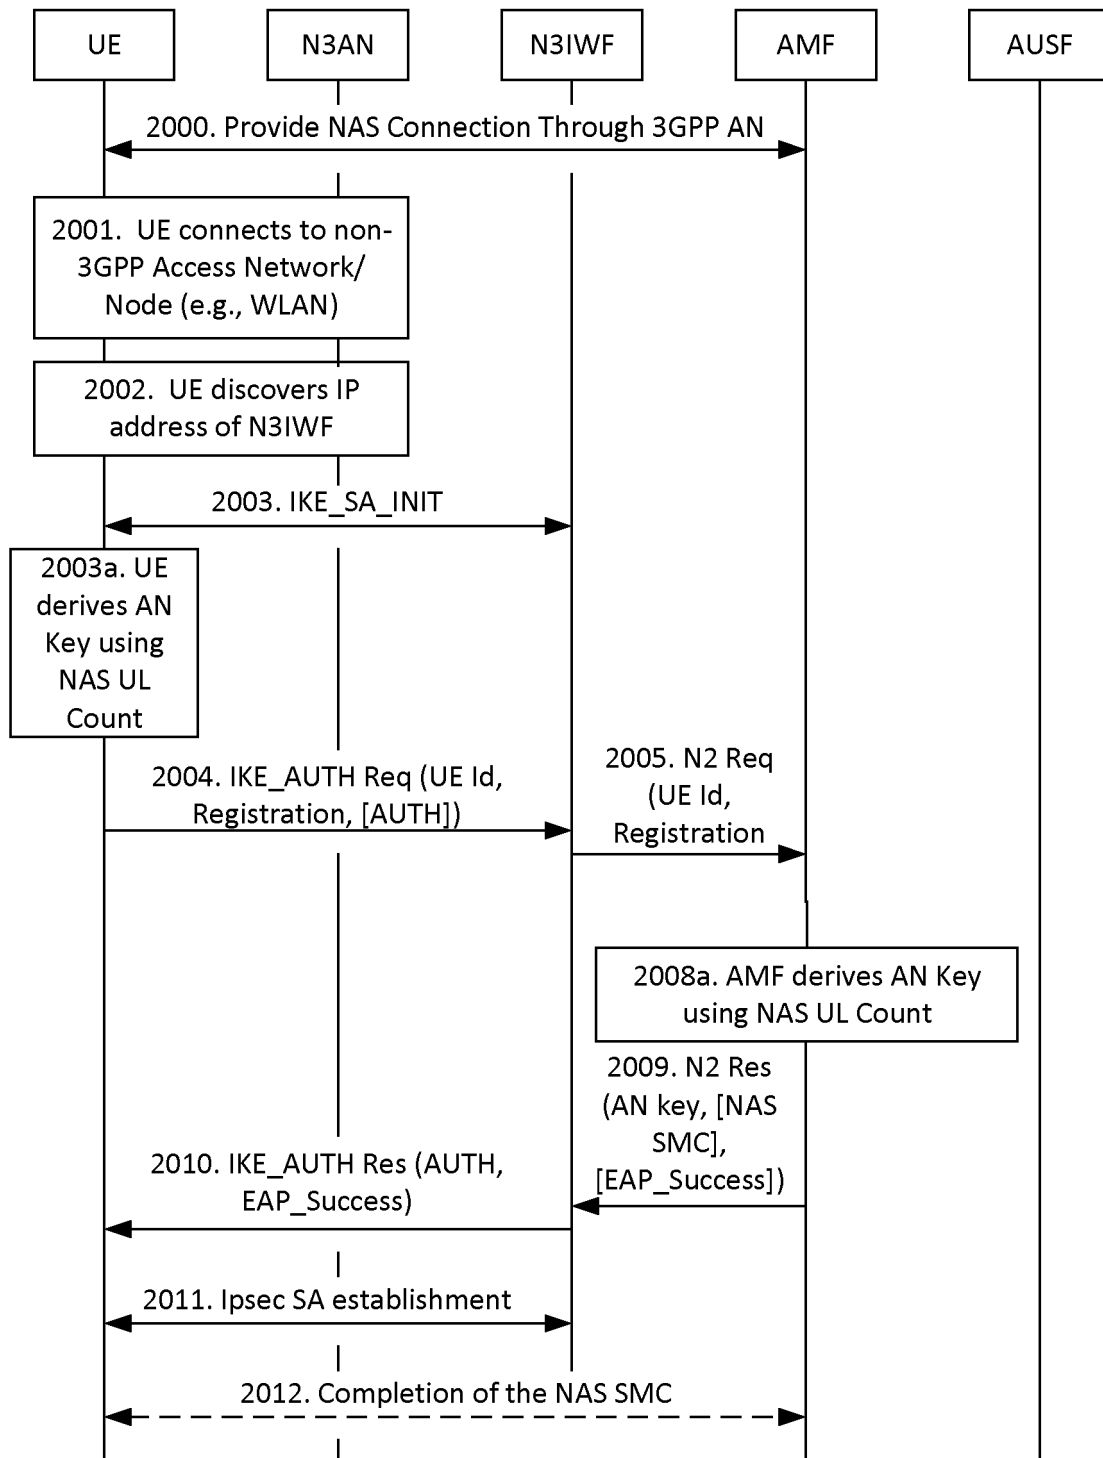 UE
N3AN
N3IWF
AMF
AUSF
2000. Provide NAS Connection Through 3GPP AN
2001.  UE connects to non-
3GPP Access Network/
Node (e.g., WLAN)
2002.  UE discovers IP
address of N3IWF
2003. IKE_SA_INIT
2003a. UE
derives AN
Key using
NAS UL
Count
2004. IKE_AUTH Req (UE Id,
Registration, [AUTH])
2005. N2 Req
(UE Id,
Registration
2008a. AMF derives AN Key
using NAS UL Count
2009. N2 Res
(AN key, [NAS
SMC],
[EAP_Success])
2010. IKE_AUTH Res (AUTH,
EAP_Success)
2011. Ipsec SA establishment
2012. Completion of the NAS SMC